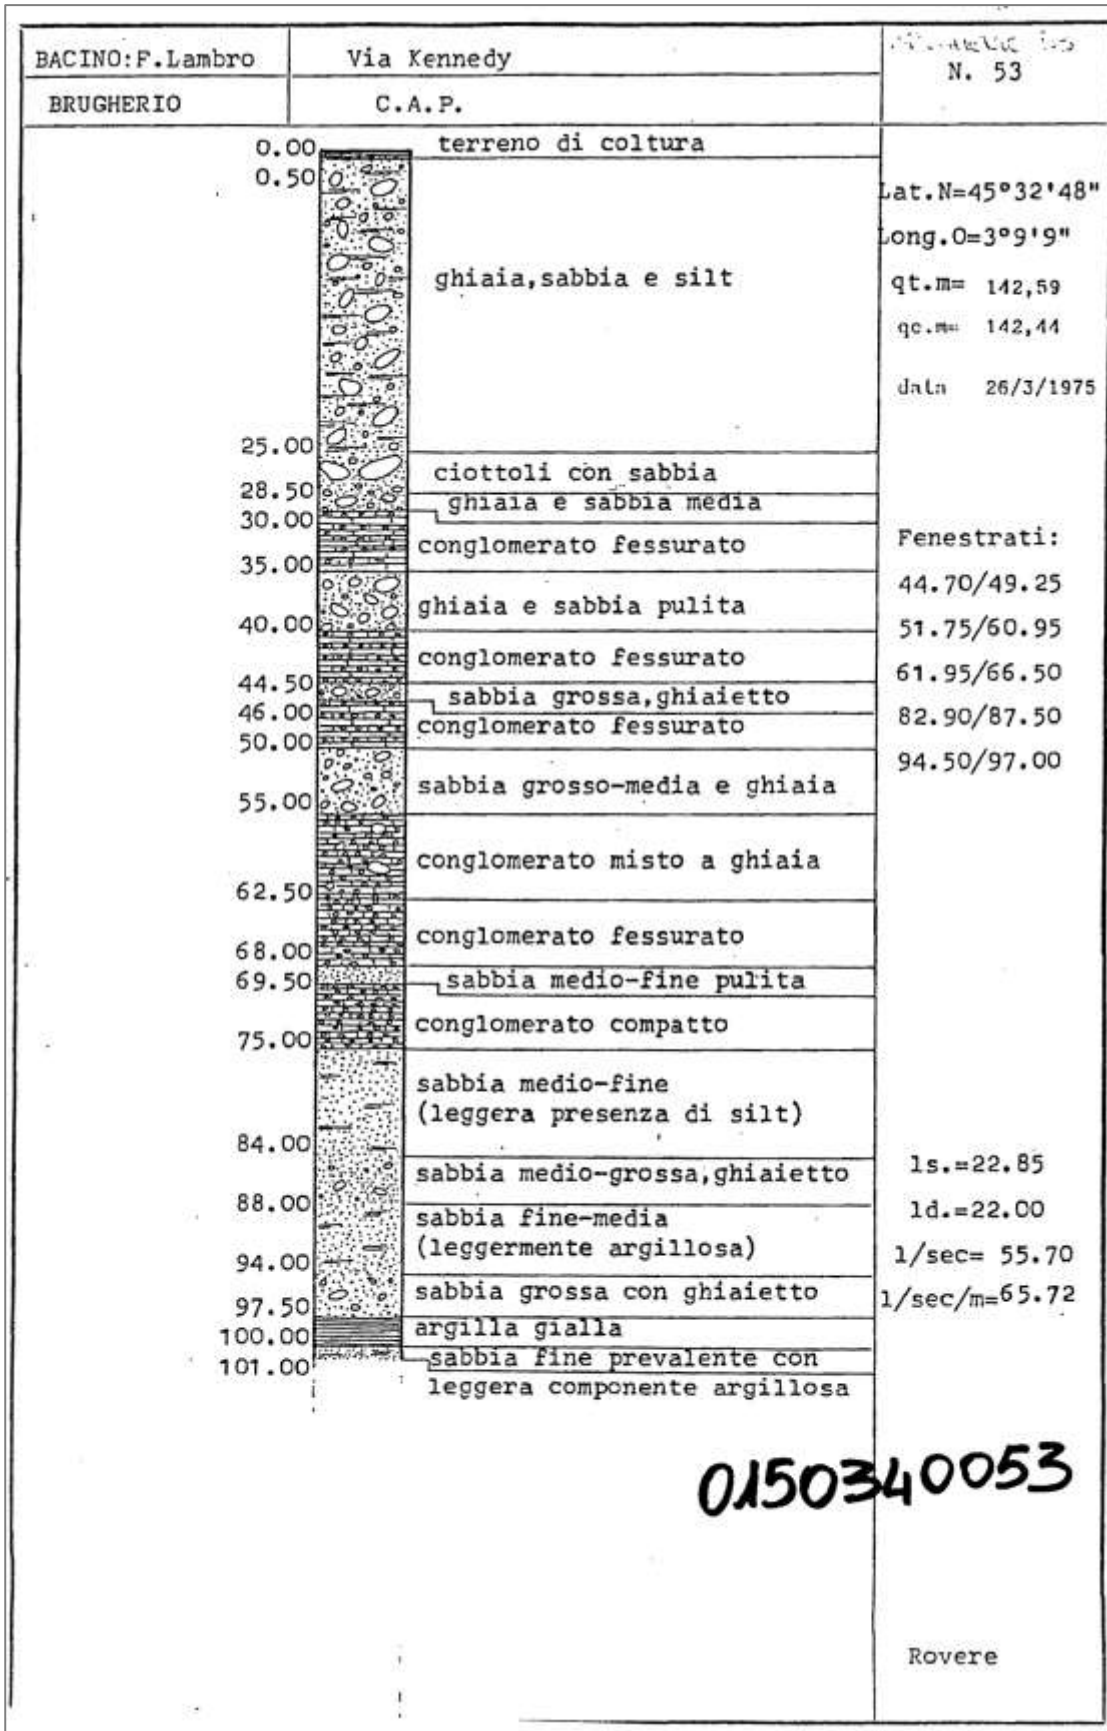 BACINO:F.Lambro
Via Kennedy
N. 53
BRUGHERIO
C.A.P.
0.00
terreno di coltura
0.50
ghiaia,sabbia e silt
25.00
ciottoli con sabbia
28.50
ghiaia e sabbia media
30.00
conglomerato fessurato
35.00
ghiaia e sabbia pulita
40.00
conglomerato fessurato
44.50
sabbia grossa,ghiaietto
46.00
conglomerato fessurato
50.00
sabbia grosso-media e ghiaia
55.00
conglomerato misto a ghiaia
62.50
conglomerato fessurato
68.00
sabbia medio-fine pulita
69.50
conglomerato compatto
75.00
sabbia medio-fine
(leggera presenza di silt)
84.00
sabbia medio-grossa,ghiaietto
88.00
sabbia fine-media
(leggermente argillosa)
94.00
sabbia grossa con ghiaietto
97.50
argilla gialla
100.00
sabbia fine prevalente con
101.00
leggera componente argillosa
Lat.N=45°32'48"
Long.O=3°9'9"
qt.m= 142,59
qc.m= 142,44
data 26/3/1975
Fenestrati:
44.70/49.25
51.75/60.95
61.95/66.50
82.90/87.50
94.50/97.00
ls.=22.85
ld.=22.00
l/sec= 55.70
l/sec/m=65.72
0150340053
Rovere